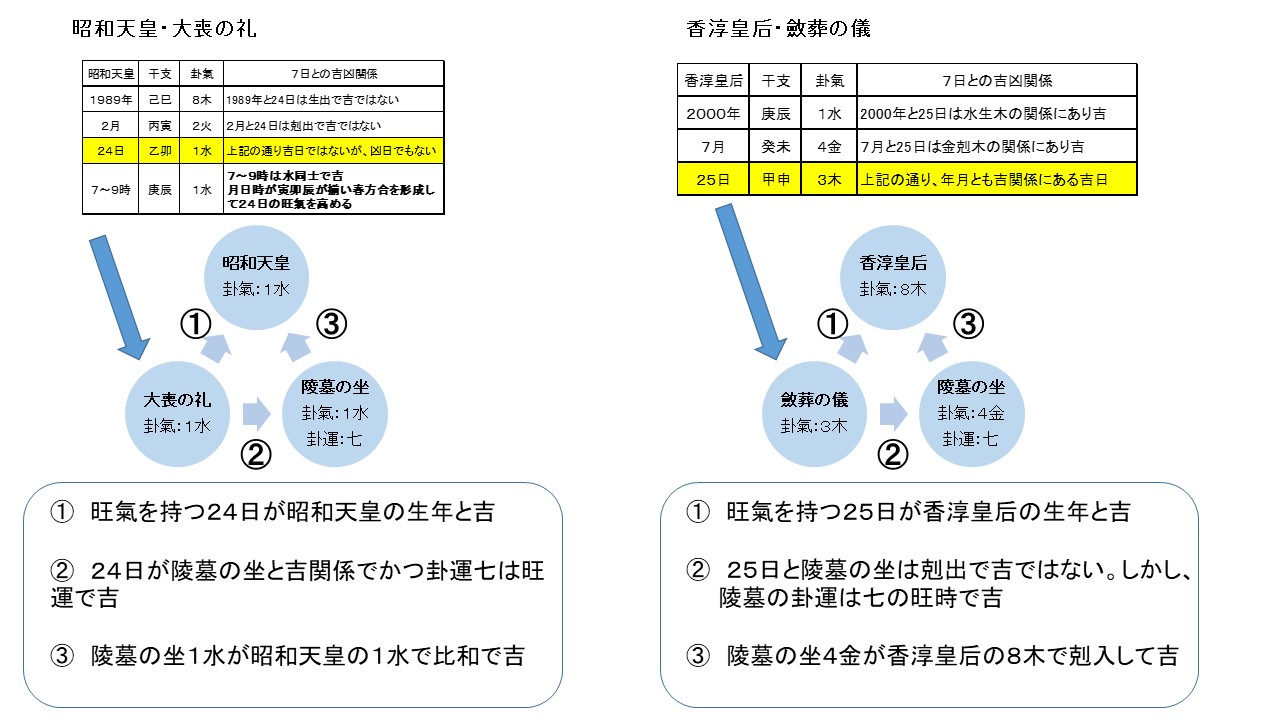 昭和天皇・大喪の礼
昭和天皇 干支 卦氣 7日との吉凶関係
1989年 己巳 8木 1989年と24日は生出で吉ではない
2月 丙寅 2火 2月と24日は剋出で吉ではない
24日 乙卯 1水 上記の通り吉日ではないが、凶日でもない
7～9時 庚辰 1水 7～9時は水同士で吉
月日時が寅卯辰が揃い春方合を形成し
て24日の旺氣を高める
昭和天皇
卦氣:1水
①
③
大喪の礼
卦氣:1水
陵墓の坐
卦氣:1水
卦運:七
②
① 旺氣を持つ24日が昭和天皇の生年と吉
② 24日が陵墓の坐と吉関係でかつ卦運七は旺
運で吉
③ 陵墓の坐1水が昭和天皇の1水で比和で吉
香淳皇后・斂葬の儀
香淳皇后 干支 卦氣 7日との吉凶関係
2000年 庚辰 1水 2000年と25日は水生木の関係にあり吉
7月 癸未 4金 7月と25日は金剋木の関係にあり吉
25日 甲申 3木 上記の通り、年月とも吉関係にある吉日
香淳皇后
卦氣:8木
①
③
斂葬の儀
卦氣:3木
陵墓の坐
卦氣:4金
卦運:七
②
① 旺氣を持つ25日が香淳皇后の生年と吉
② 25日と陵墓の坐は剋出で吉ではない。しかし、
陵墓の卦運は七の旺時で吉
③ 陵墓の坐4金が香淳皇后の8木で剋入して吉